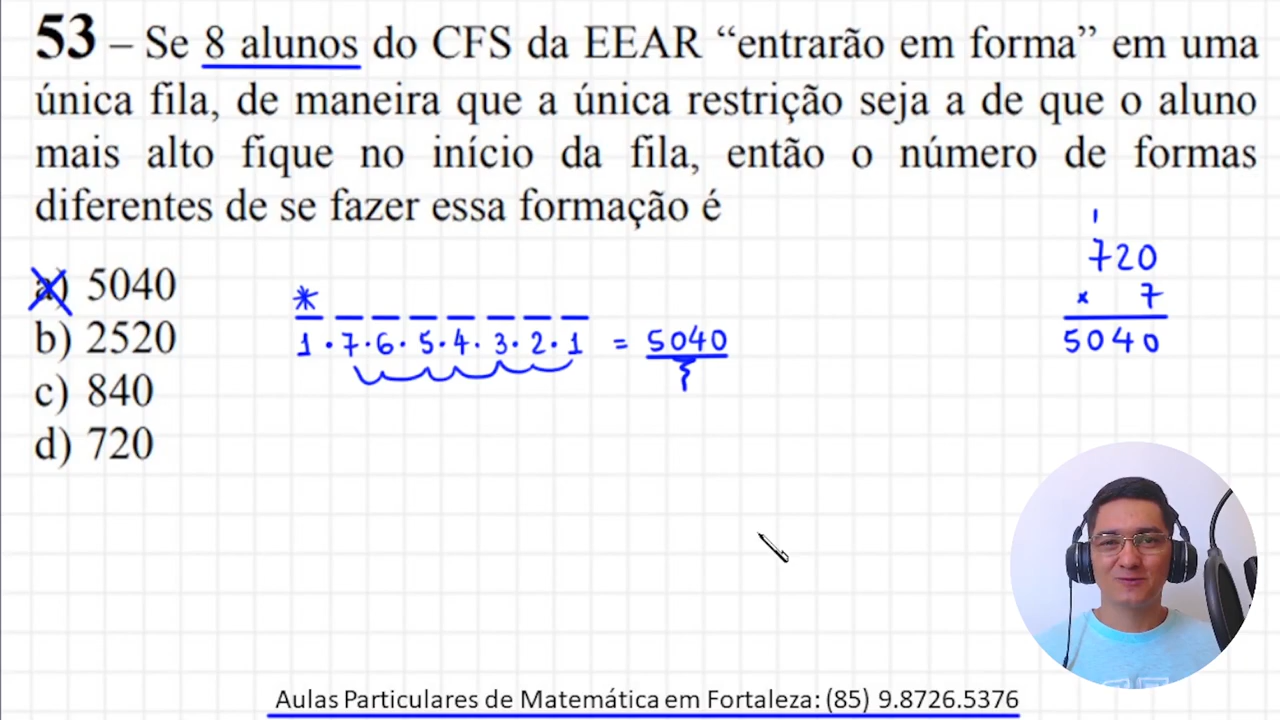 53 – Se 8 alunos do CFS da EEAR “entrarão em forma” em uma
única fila, de maneira que a única restrição seja a de que o aluno
mais alto fique no início da fila, então o número de formas
diferentes de se fazer essa formação é
a) 5040
b) 2520
c) 840
d) 720
*
1 · 7 · 6 · 5 · 4 · 3 · 2 · 1 = 5040
1
720
x 7
5040
Aulas Particulares de Matemática em Fortaleza: (85) 9.8726.5376